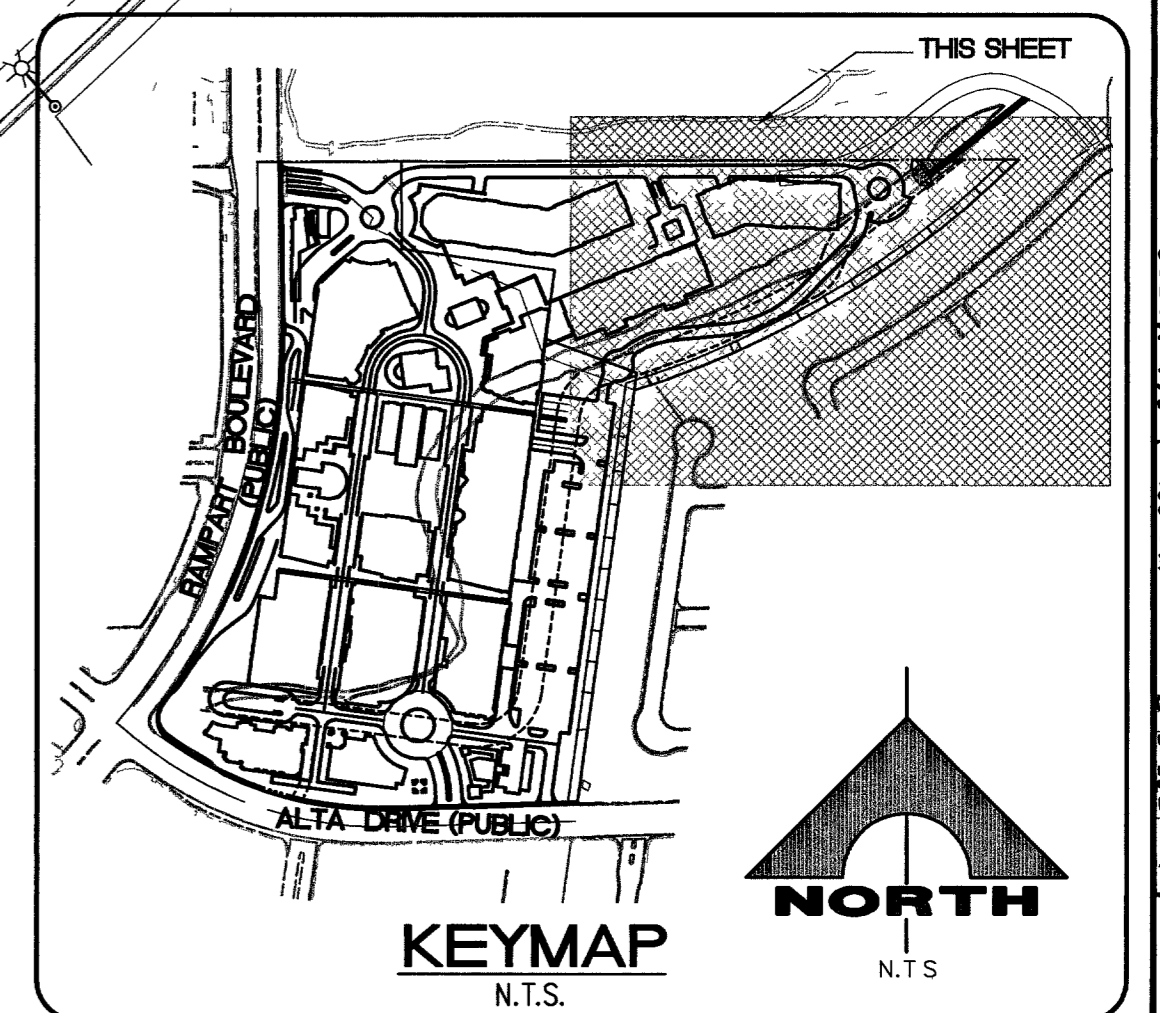 THIS SHEET
RAMPART BOULEVARD
(PUBLIC)
ALTA DRIVE (PUBLIC)
KEYMAP
N.T.S.
NORTH
N.T S